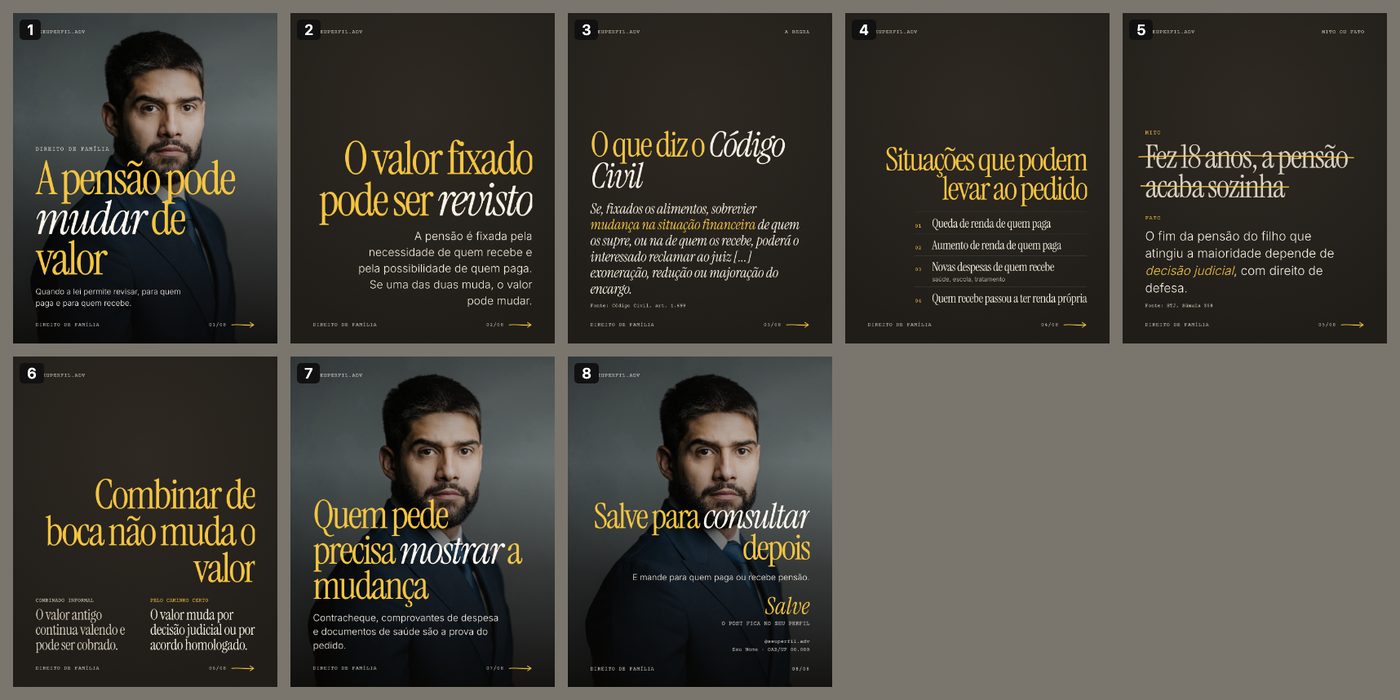 1
SEUPERFIL.ADV
DIREITO DE FAMÍLIA
A pensão pode
mudar de
valor
Quando a lei permite revisar, para quem
paga e para quem recebe.
DIREITO DE FAMÍLIA
01/08
2
SEUPERFIL.ADV
O valor fixado
pode ser revisto
A pensão é fixada pela
necessidade de quem recebe e
pela possibilidade de quem paga.
Se uma das duas muda, o valor
pode mudar.
DIREITO DE FAMÍLIA
02/08
3
SEUPERFIL.ADV
A REGRA
O que diz o Código
Civil
Se, fixados os alimentos, sobrevier
mudança na situação financeira de quem
os supre, ou na de quem os recebe, poderá o
interessado reclamar ao juiz [...]
exoneração, redução ou majoração do
encargo.
Fonte: Código Civil, art. 1.699
DIREITO DE FAMÍLIA
03/08
4
SEUPERFIL.ADV
Situações que podem
levar ao pedido
01 Queda de renda de quem paga
02 Aumento de renda de quem paga
03 Novas despesas de quem recebe
saúde, escola, tratamento
04 Quem recebe passou a ter renda própria
DIREITO DE FAMÍLIA
04/08
5
SEUPERFIL.ADV
MITO OU FATO
MITO
Fez 18 anos, a pensão
acaba sozinha
FATO
O fim da pensão do filho que
atingiu a maioridade depende de
decisão judicial, com direito de
defesa.
Fonte: STJ, Súmula 358
DIREITO DE FAMÍLIA
05/08
6
SEUPERFIL.ADV
Combinar de
boca não muda o
valor
COMBINADO INFORMAL
O valor antigo
continua valendo e
pode ser cobrado.
PELO CAMINHO CERTO
O valor muda por
decisão judicial ou por
acordo homologado.
DIREITO DE FAMÍLIA
06/08
7
SEUPERFIL.ADV
Quem pede
precisa mostrar a
mudança
Contracheque, comprovantes de despesa
e documentos de saúde são a prova do
pedido.
DIREITO DE FAMÍLIA
07/08
8
SEUPERFIL.ADV
Salve para consultar
depois
E mande para quem paga ou recebe pensão.
Salve
O POST FICA NO SEU PERFIL
@seuperfil.adv
Seu Nome · OAB/UF 00.000
DIREITO DE FAMÍLIA
08/08